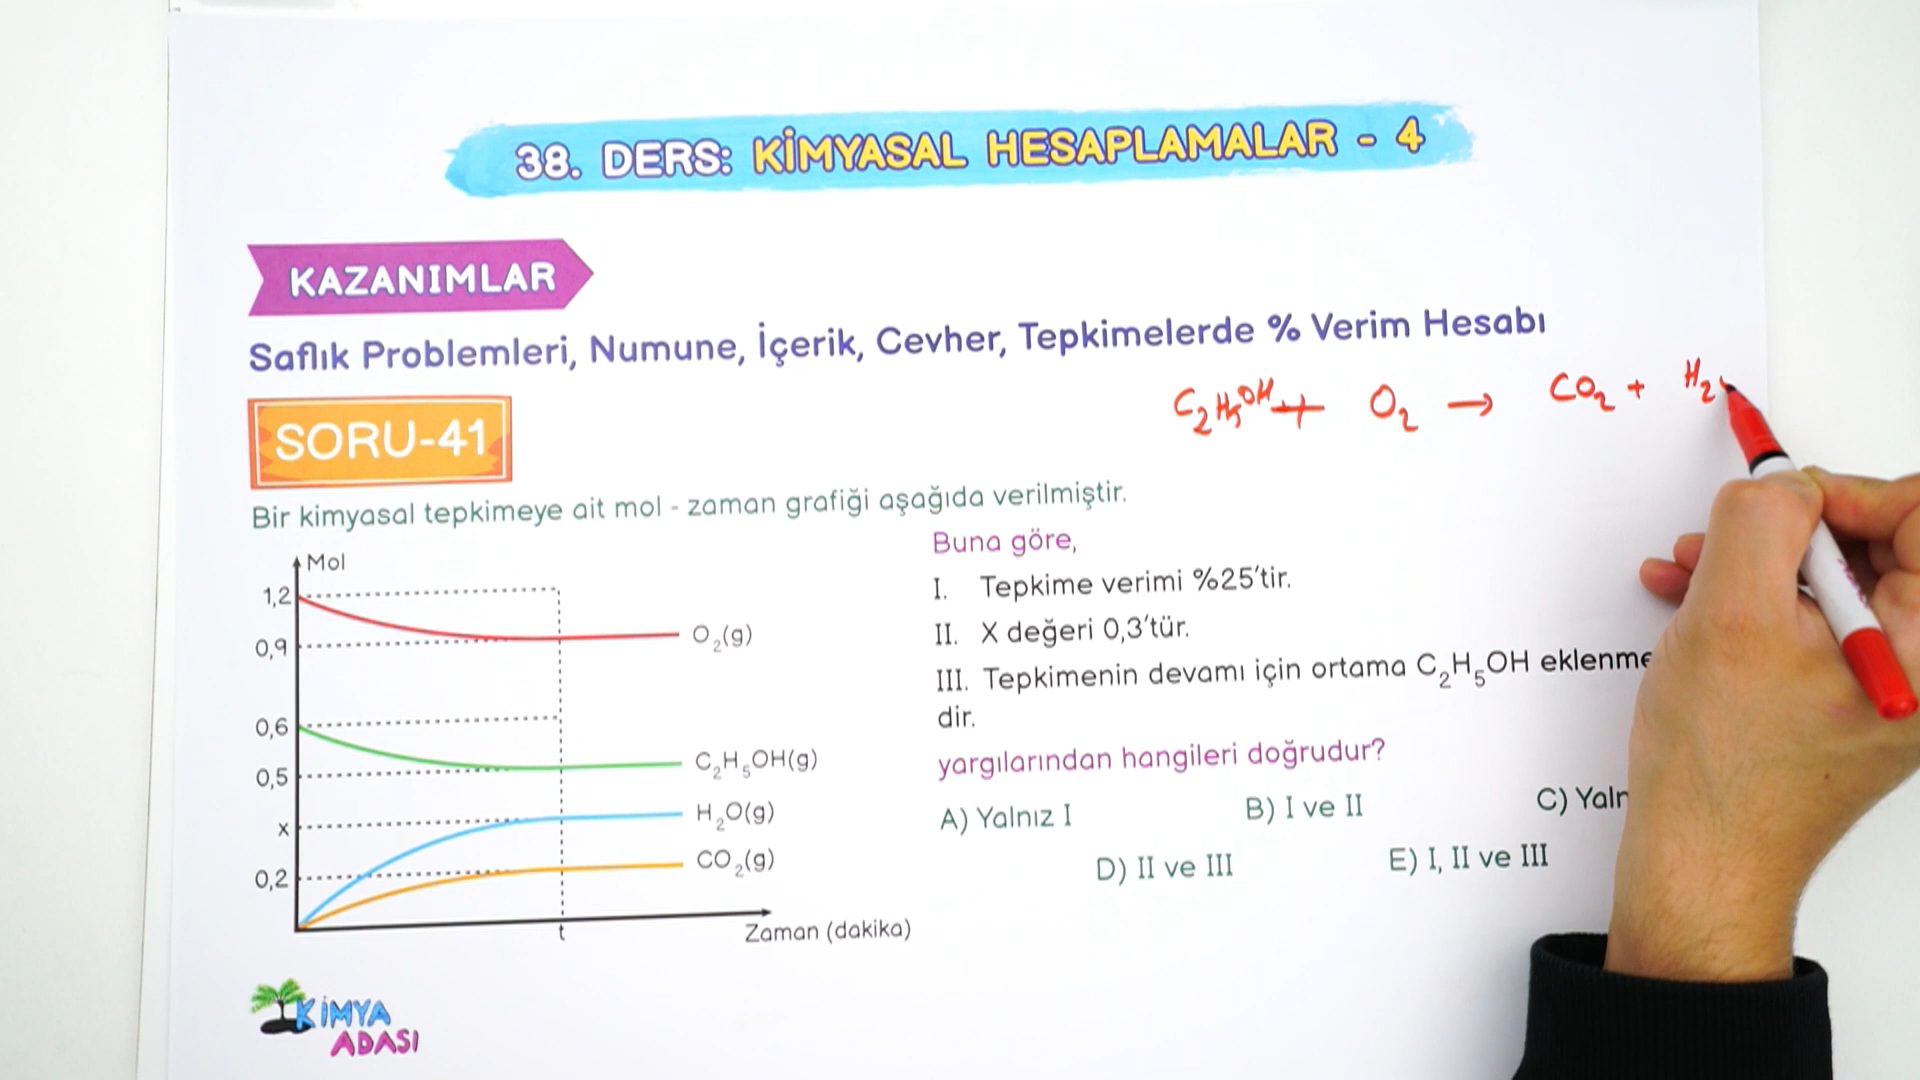 38. DERS: KİMYASAL HESAPLAMALAR - 4
KAZANIMLAR
Saflık Problemleri, Numune, İçerik, Cevher, Tepkimelerde % Verim Hesabı
C₂H₅OH + O₂ → CO₂ + H₂
SORU-41
Bir kimyasal tepkimeye ait mol - zaman grafiği aşağıda verilmiştir.
Mol
1,2
0,9
0,6
0,5
x
0,2
O₂(g)
C₂H₅OH(g)
H₂O(g)
CO₂(g)
t
Zaman (dakika)
Buna göre,
I. Tepkime verimi %25'tir.
II. X değeri 0,3'tür.
III. Tepkimenin devamı için ortama C₂H₅OH eklenme
dir.
yargılarından hangileri doğrudur?
A) Yalnız I
B) I ve II
C) Yaln
D) II ve III
E) I, II ve III
KİMYA
ADASI